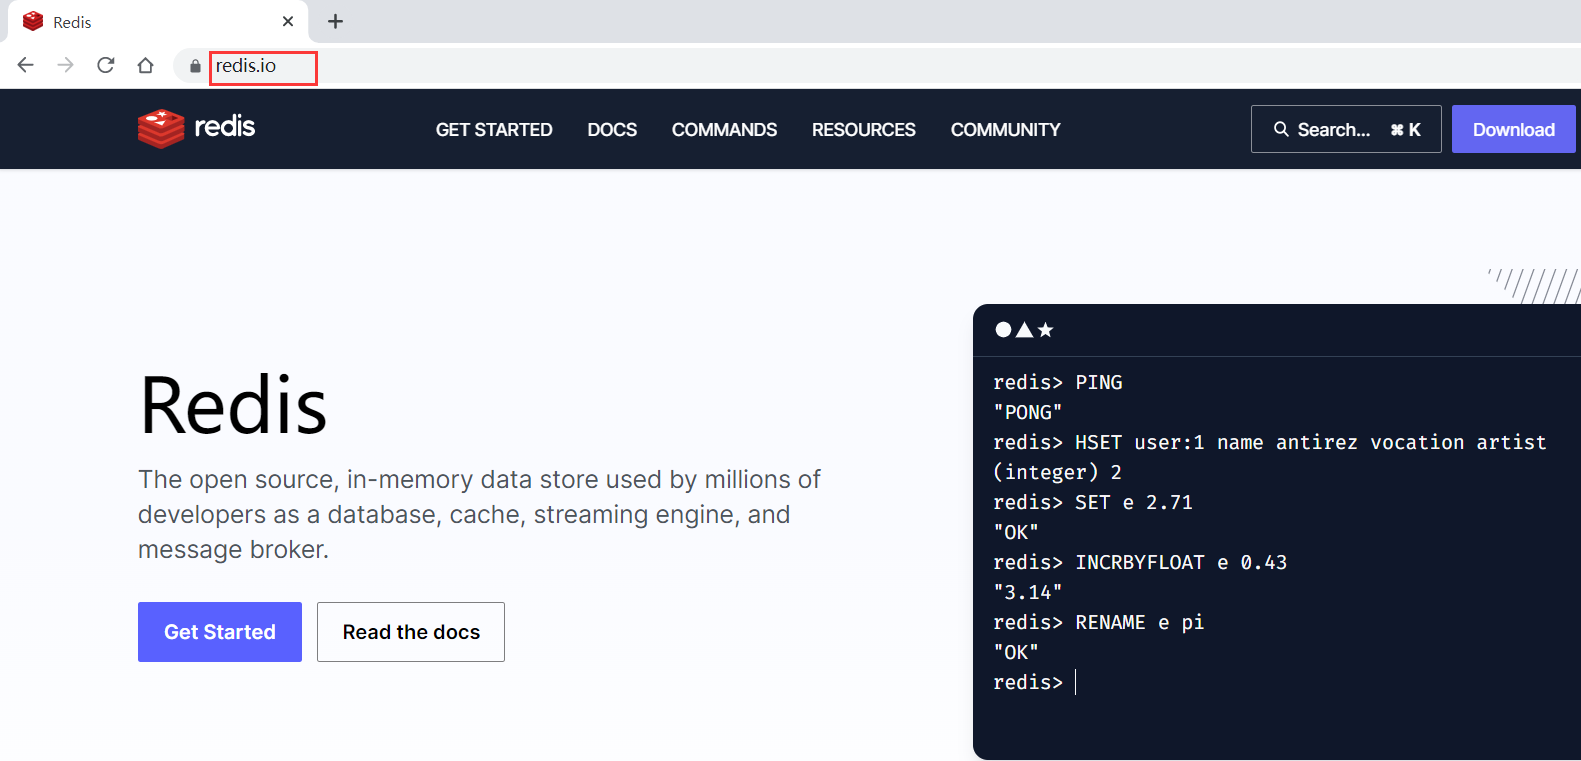 Redis
redis.io
redis
GET STARTED DOCS COMMANDS RESOURCES COMMUNITY
Search... ⌘ K
Download
Redis
The open source, in-memory data store used by millions of
developers as a database, cache, streaming engine, and
message broker.
Get Started
Read the docs
redis> PING
"PONG"
redis> HSET user:1 name antirez vocation artist
(integer) 2
redis> SET e 2.71
"OK"
redis> INCRBYFLOAT e 0.43
"3.14"
redis> RENAME e pi
"OK"
redis>